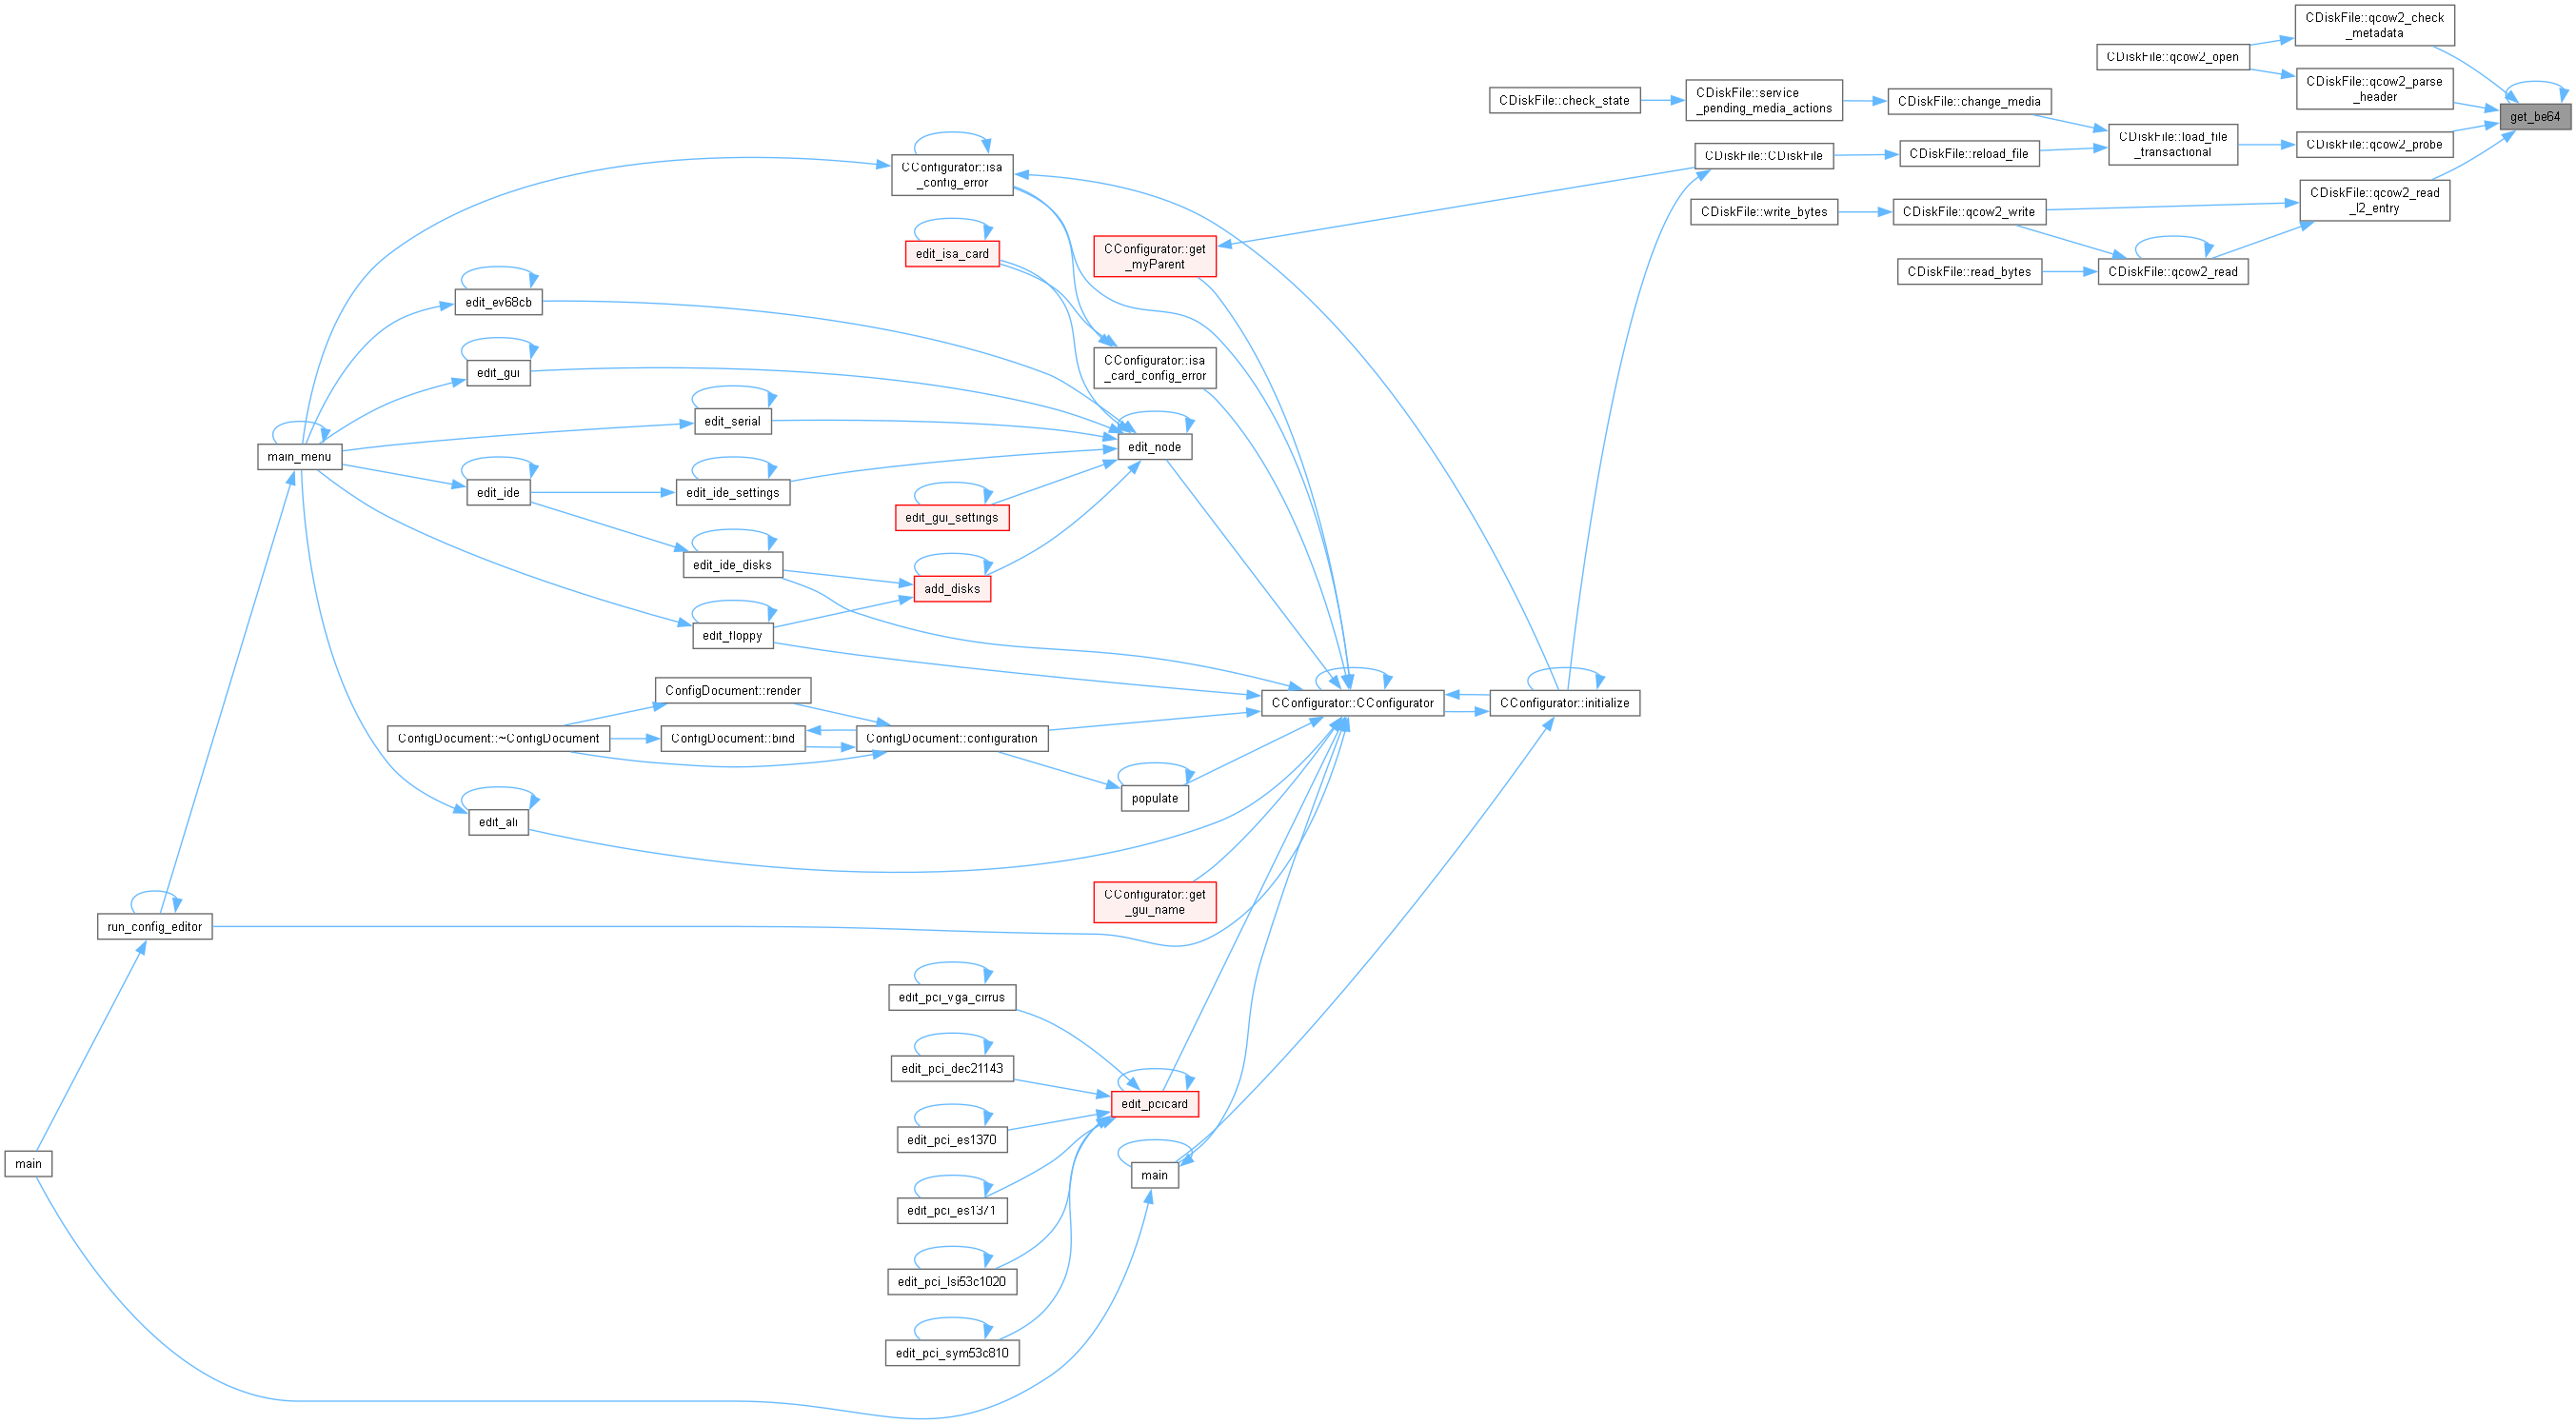 CDiskFile::qcow2_check
_metadata
CDiskFile::qcow2_open
CDiskFile::qcow2_parse
_header
CDiskFile::service
_pending_media_actions
CDiskFile::check_state
CDiskFile::change_media
get_be64
CDiskFile::load_file
_transactional
CDiskFile::qcow2_probe
CDiskFile::CDiskFile
CDiskFile::reload_file
CConfigurator::isa
_config_error
CDiskFile::qcow2_read
_l2_entry
CDiskFile::write_bytes
CDiskFile::qcow2_write
edit_isa_card
CConfigurator::get
_myParent
CDiskFile::read_bytes
CDiskFile::qcow2_read
edit_ev68cb
edit_gui
CConfigurator::isa
_card_config_error
edit_serial
edit_node
main_menu
edit_ide
edit_ide_settings
edit_gui_settings
edit_ide_disks
add_disks
edit_floppy
ConfigDocument::render
CConfigurator::CConfigurator
CConfigurator::initialize
ConfigDocument::~ConfigDocument
ConfigDocument::bind
ConfigDocument::configuration
populate
edit_ali
CConfigurator::get
_gui_name
run_config_editor
edit_pci_vga_cirrus
edit_pci_dec21143
edit_pcicard
edit_pci_es1370
main
main
edit_pci_es1371
edit_pci_lsi53c1020
edit_pci_sym53c810